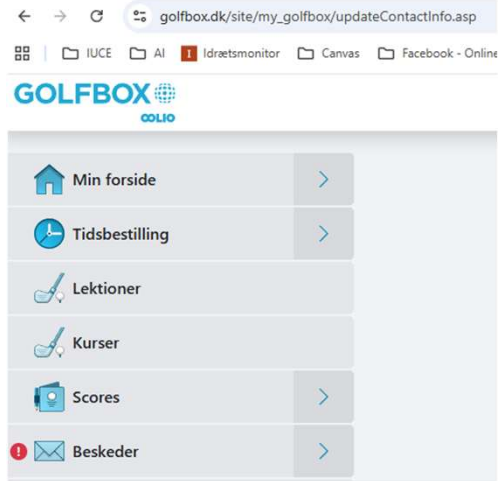 golfbox.dk/site/my_golfbox/updateContactInfo.asp
IUCE AI I Idrætsmonitor Canvas Facebook - Online
GOLFBOX
COLIO
Min forside
Tidsbestilling
Lektioner
Kurser
Scores
! Beskeder